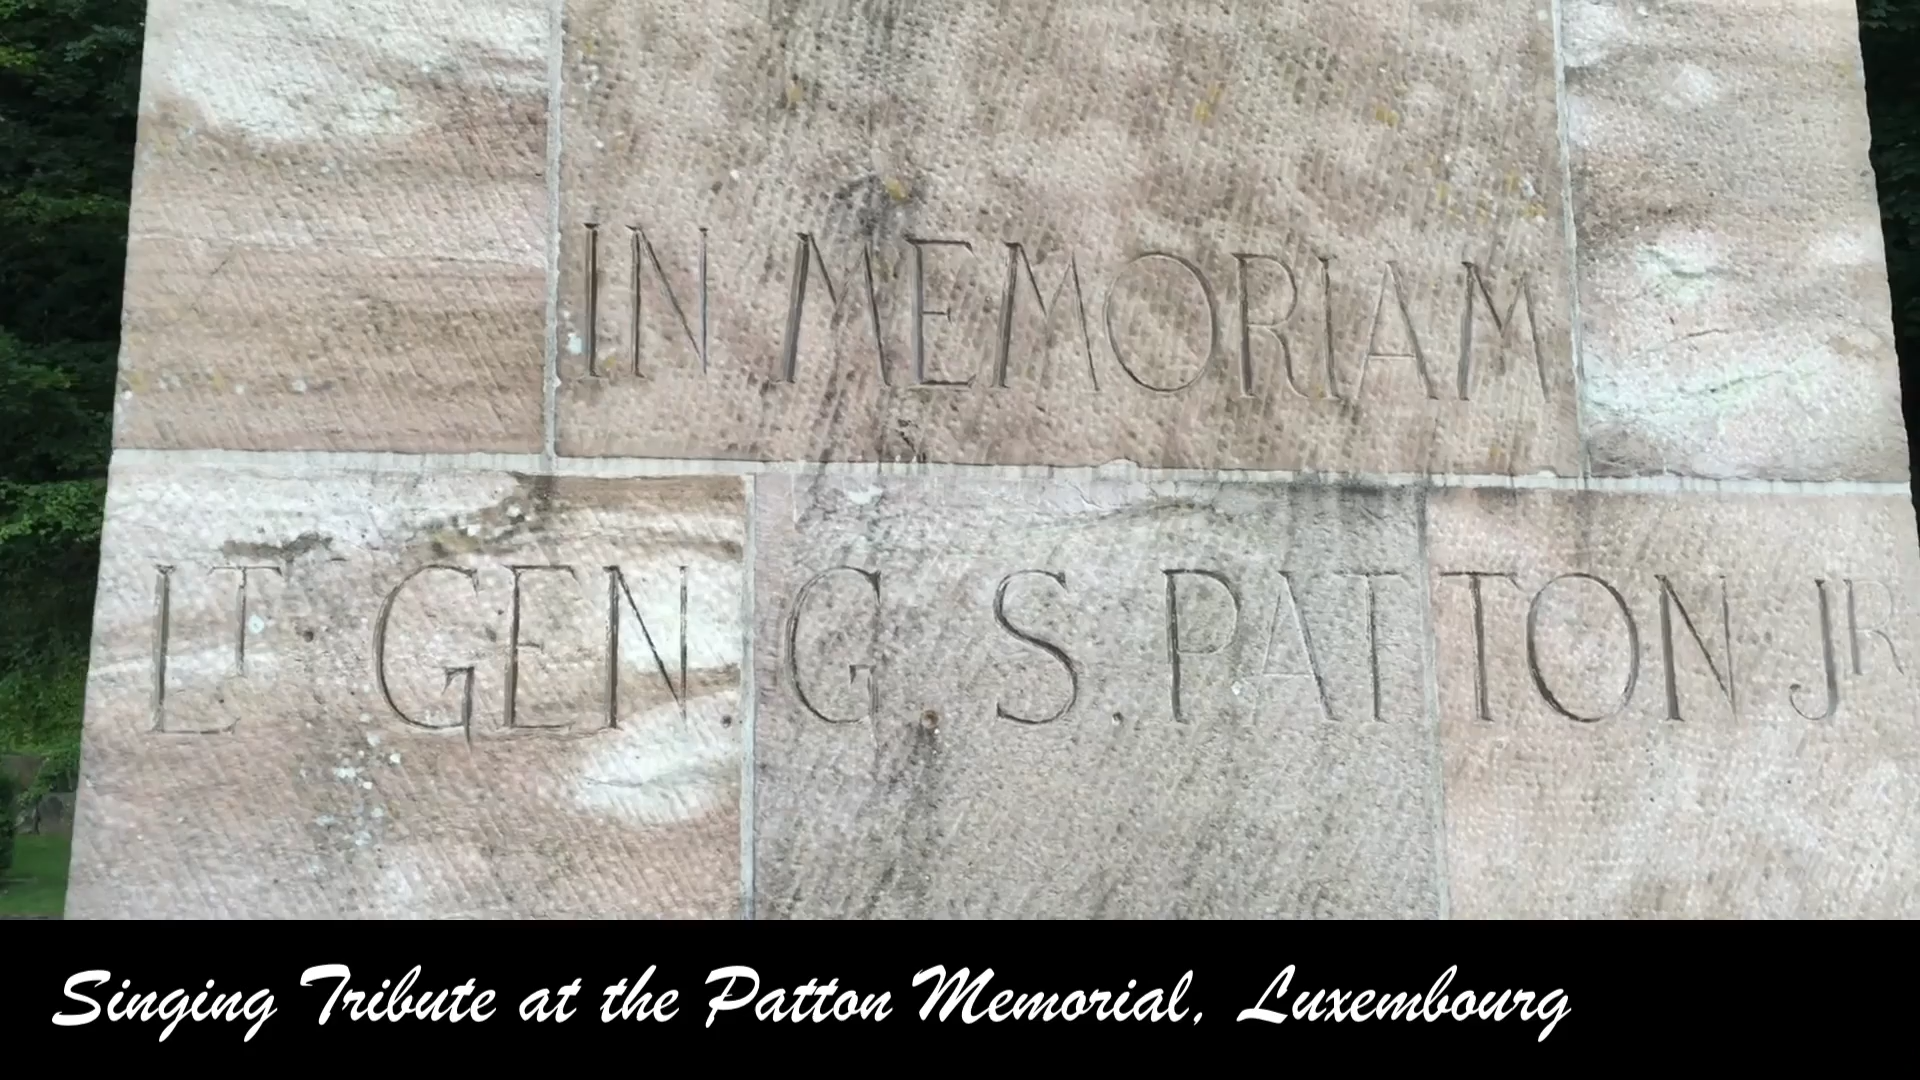 IN MEMORIAM
LT. GEN. G. S. PATTON JR
Singing Tribute at the Patton Memorial, Luxembourg